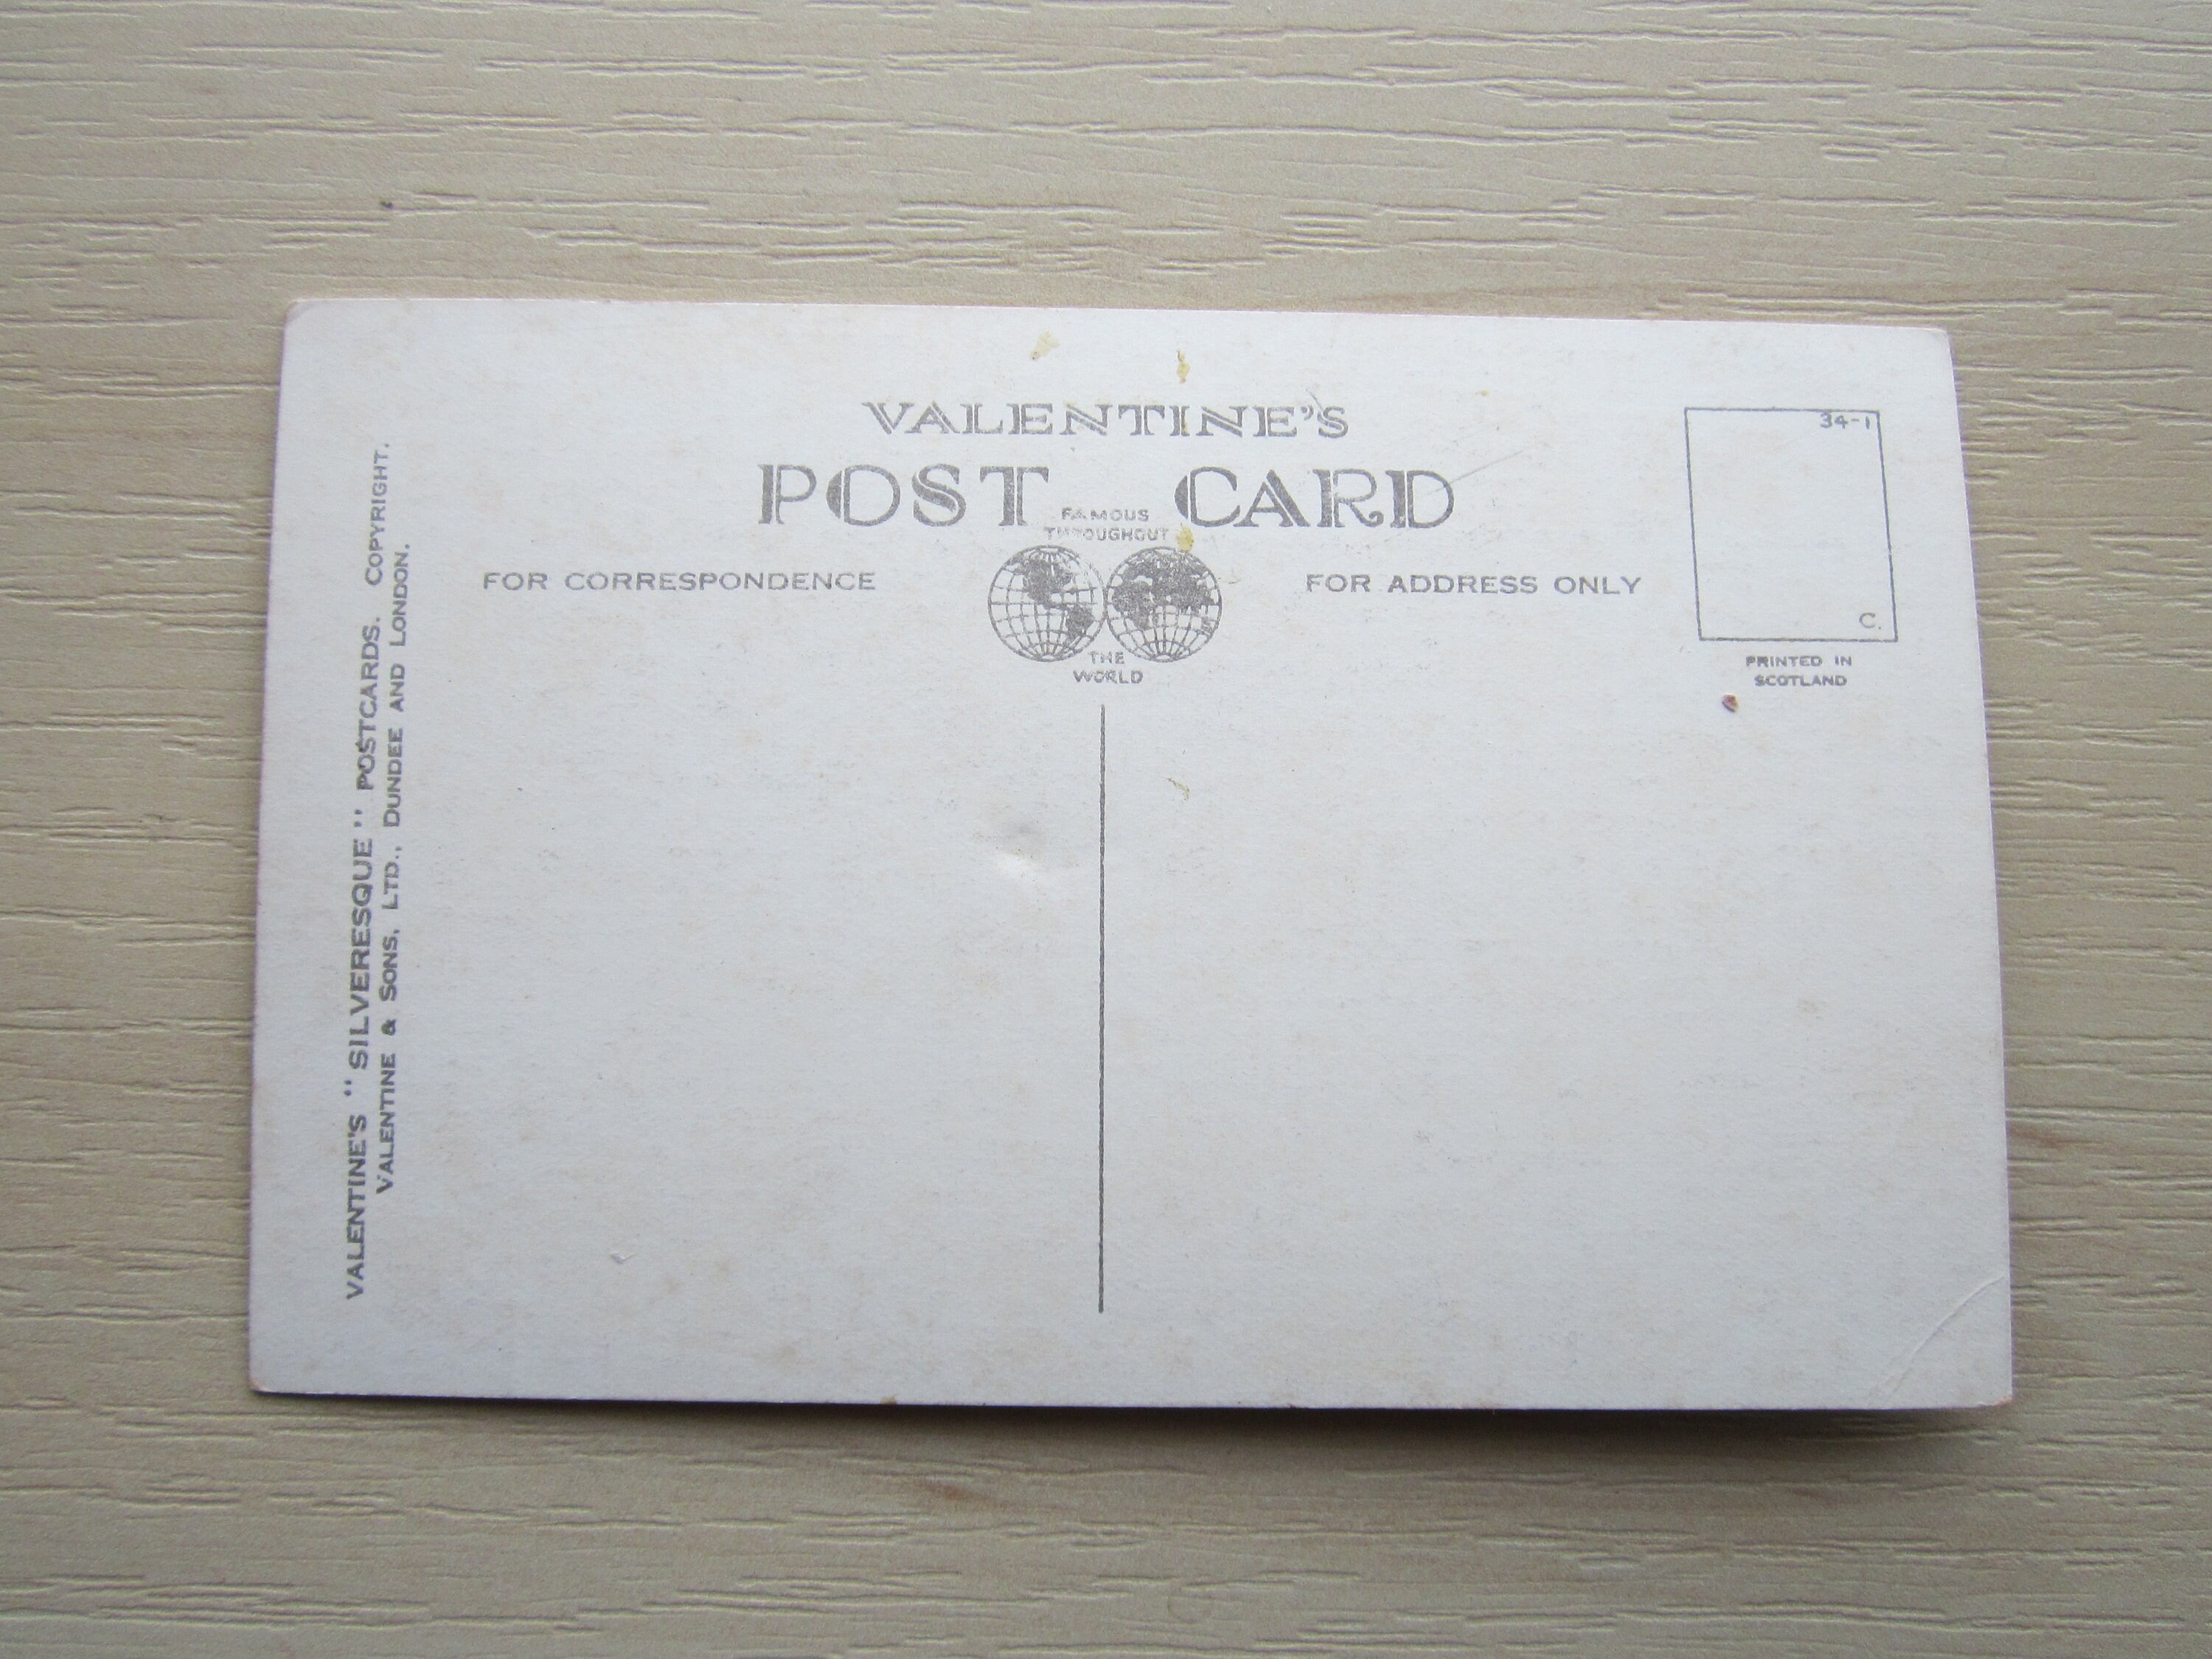 VALENTINE'S
POST CARD
FAMOUS
THROUGHOUT
THE
WORLD
FOR CORRESPONDENCE
FOR ADDRESS ONLY
34-1
C.
PRINTED IN
SCOTLAND
VALENTINE'S "SILVERESQUE" POSTCARDS. COPYRIGHT.
VALENTINE & SONS, LTD., DUNDEE AND LONDON.